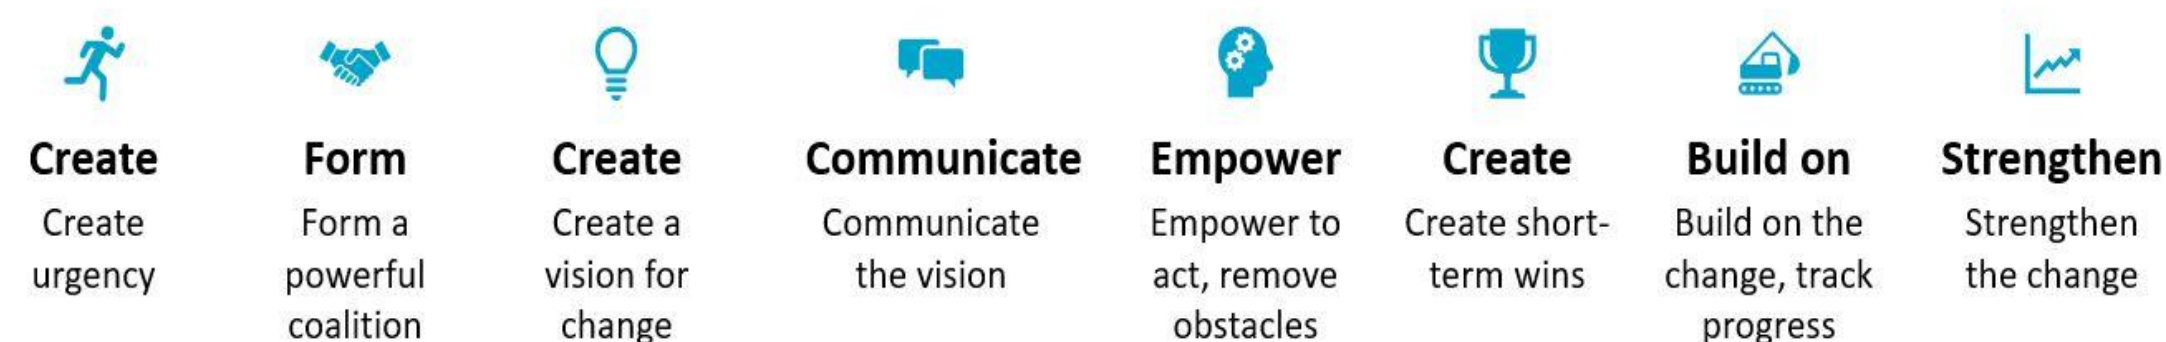 Create
Create
urgency
Form
Form a
powerful
coalition
Create
Create a
vision for
change
Communicate
Communicate
the vision
Empower
Empower to
act, remove
obstacles
Create
Create short-
term wins
Build on
Build on the
change, track
progress
Strengthen
Strengthen
the change